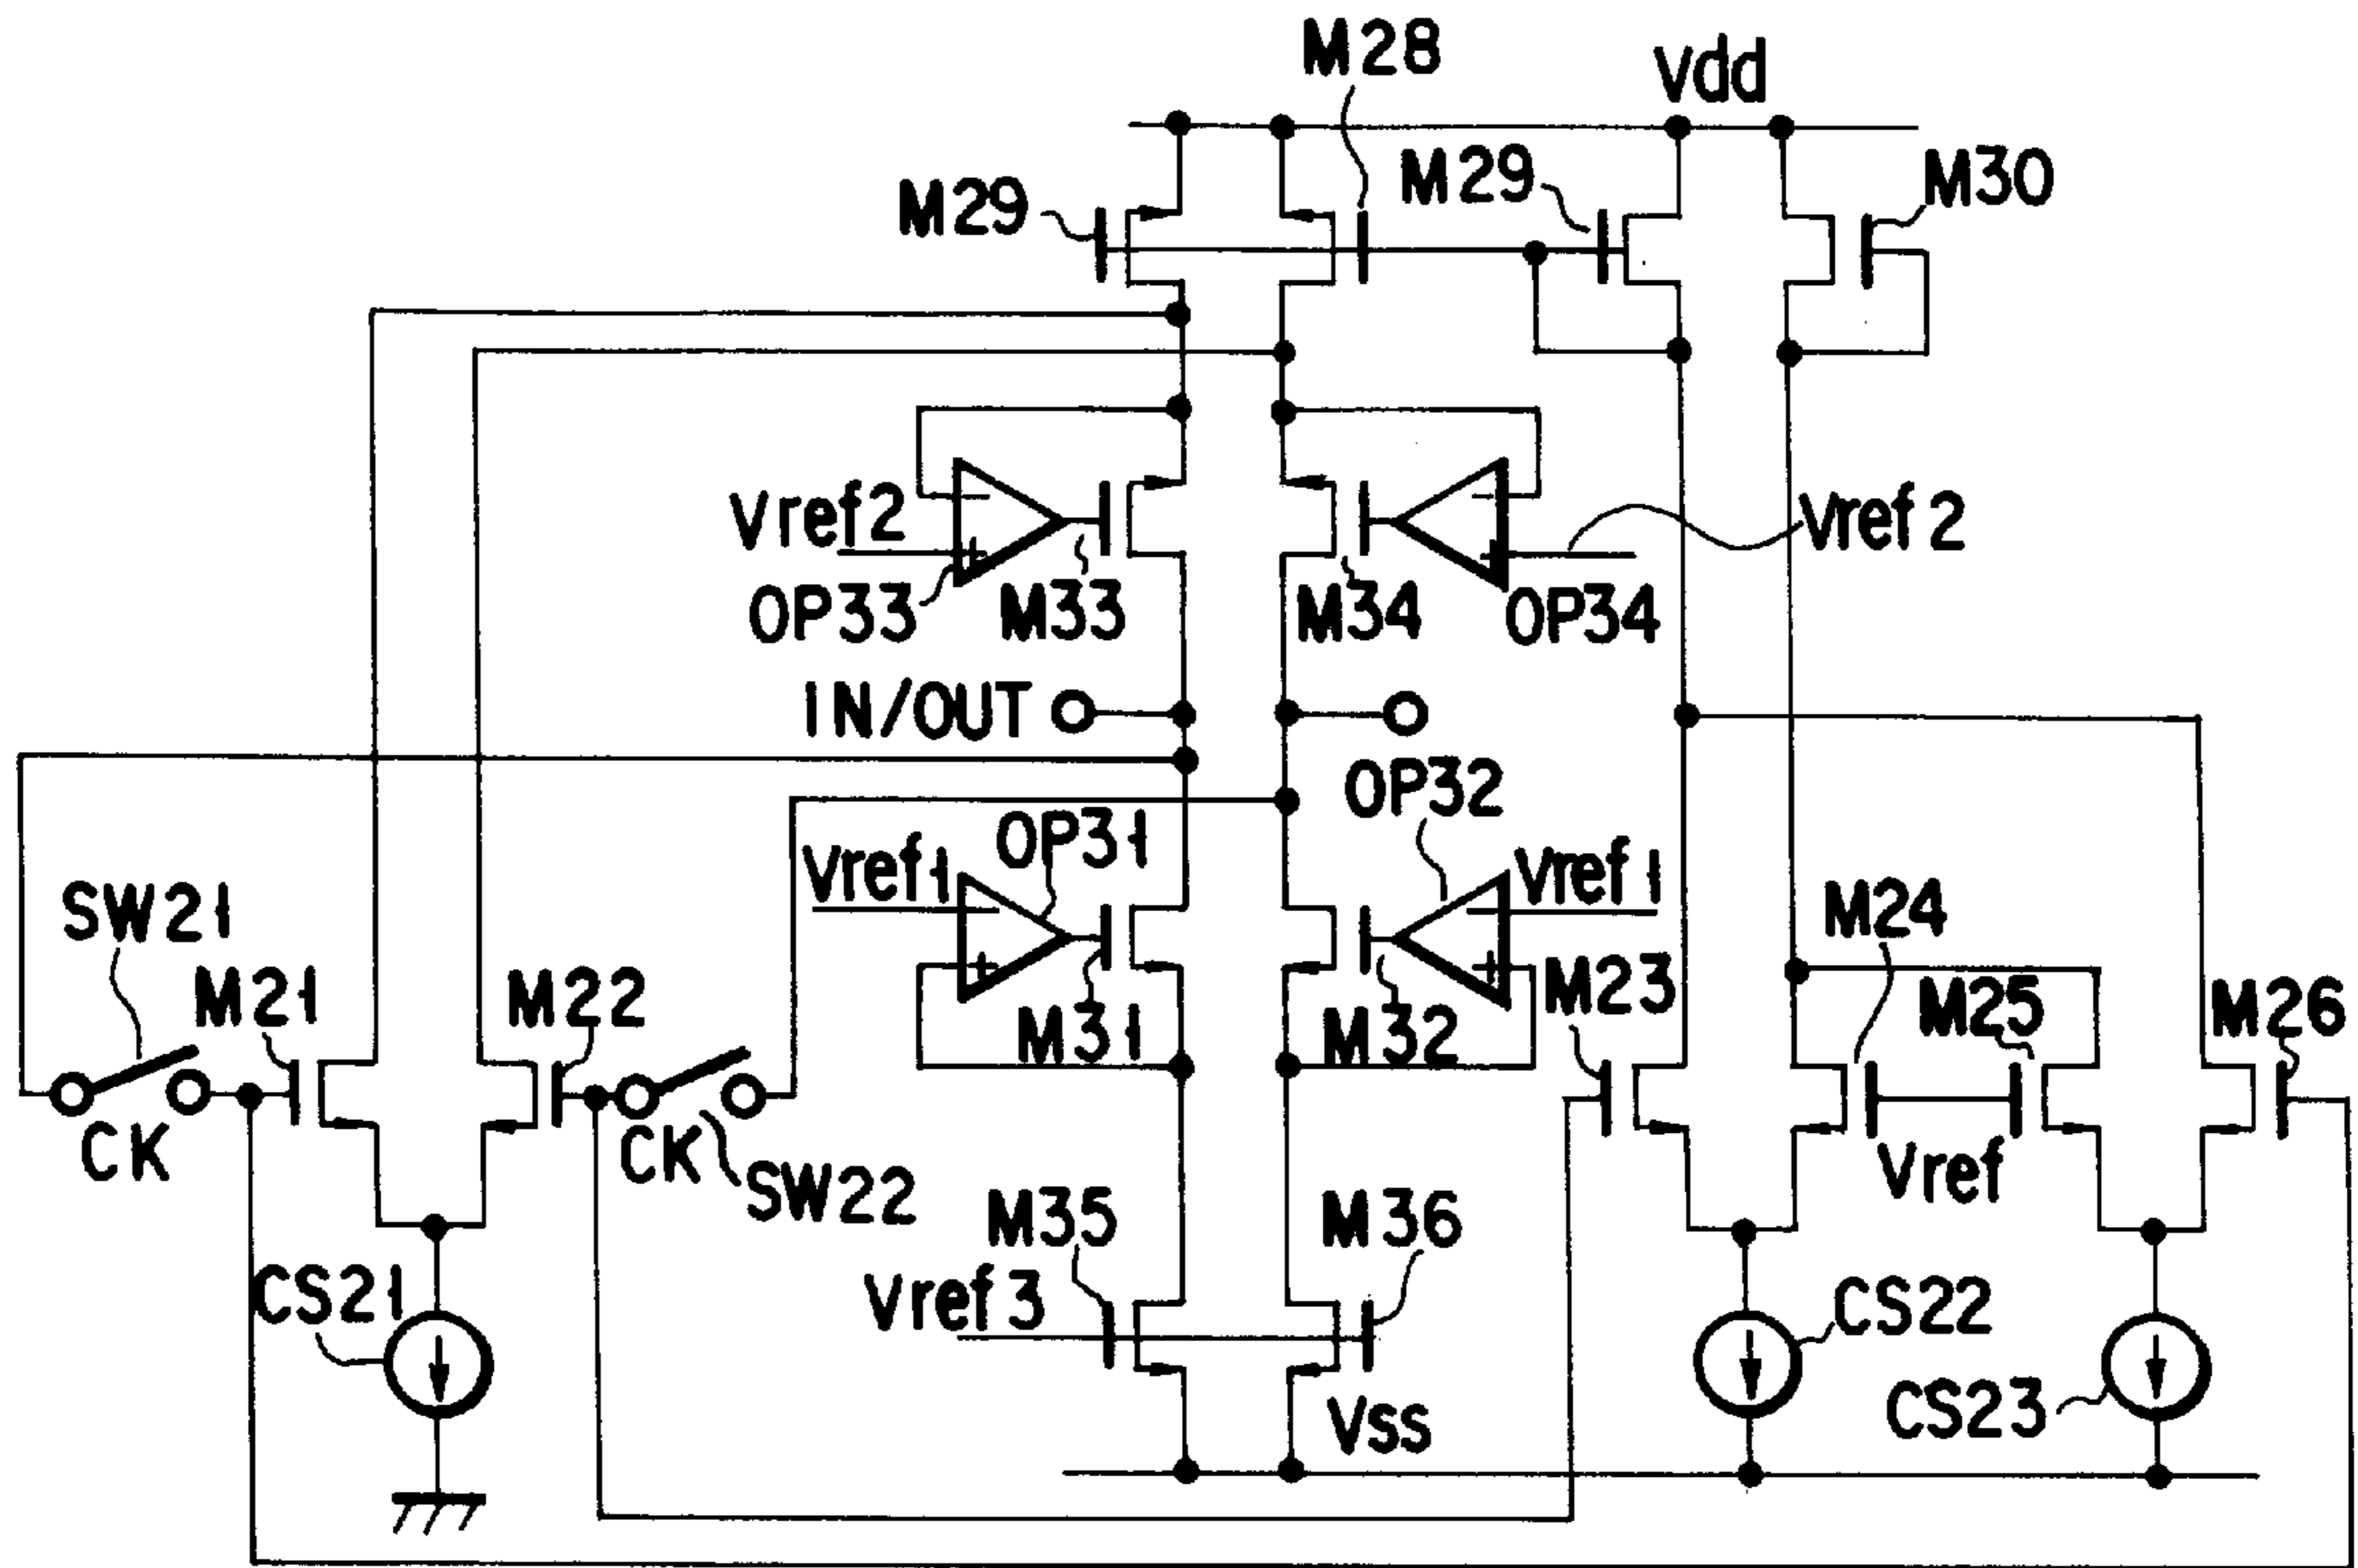 M28
Vdd
M29
M29
M30
Vref2
OP33
M33
M34
OP34
Vref2
IN/OUT
OP32
OP31
Vref1
Vref1
SW21
M21
M22
M31
M32
M23
M24
M25
M26
CK
CK
SW22
Vref
M35
M36
Vref3
CS21
CS22
CS23
Vss